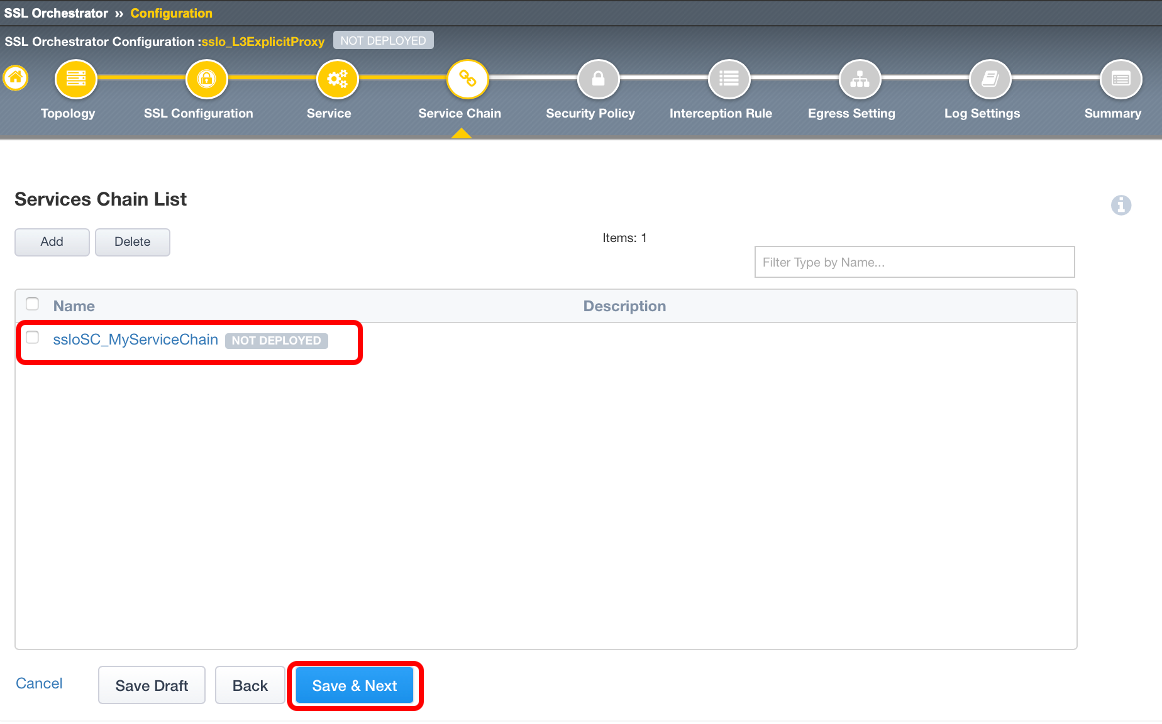 SSL Orchestrator » Configuration
SSL Orchestrator Configuration :sslo_L3ExplicitProxy NOT DEPLOYED
Topology SSL Configuration Service Service Chain Security Policy Interception Rule Egress Setting Log Settings Summary
Services Chain List
Add Delete Items: 1
Filter Type by Name...
Name Description
ssloSC_MyServiceChain NOT DEPLOYED
Cancel Save Draft Back Save & Next